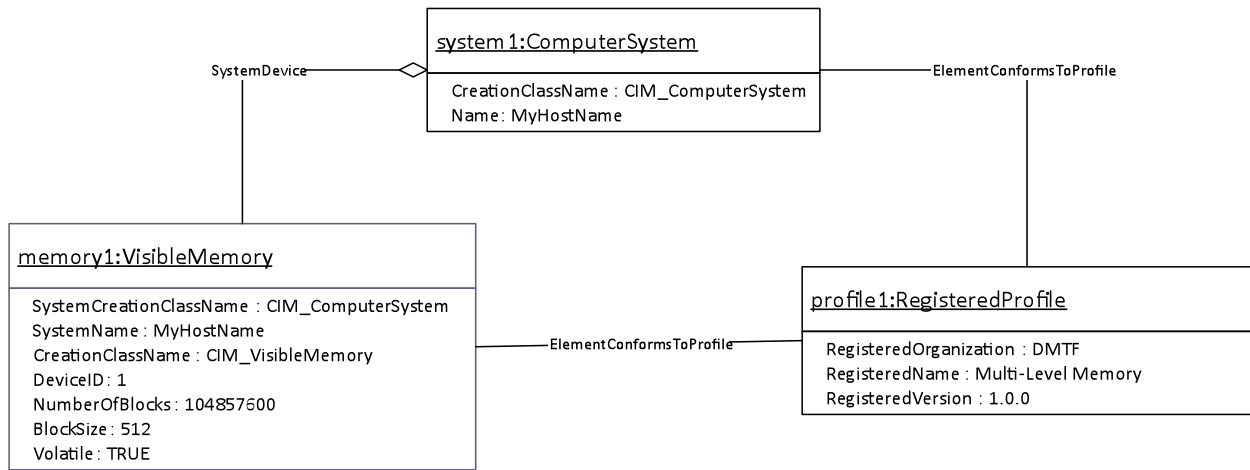 system1:ComputerSystem
SystemDevice
ElementConformsToProfile
CreationClassName : CIM_ComputerSystem
Name: MyHostName
memory1:VisibleMemory
SystemCreationClassName : CIM_ComputerSystem
SystemName : MyHostName
CreationClassName : CIM_VisibleMemory
DeviceID : 1
NumberOfBlocks : 104857600
BlockSize : 512
Volatile : TRUE
ElementConformsToProfile
profile1:RegisteredProfile
RegisteredOrganization : DMTF
RegisteredName : Multi-Level Memory
RegisteredVersion : 1.0.0